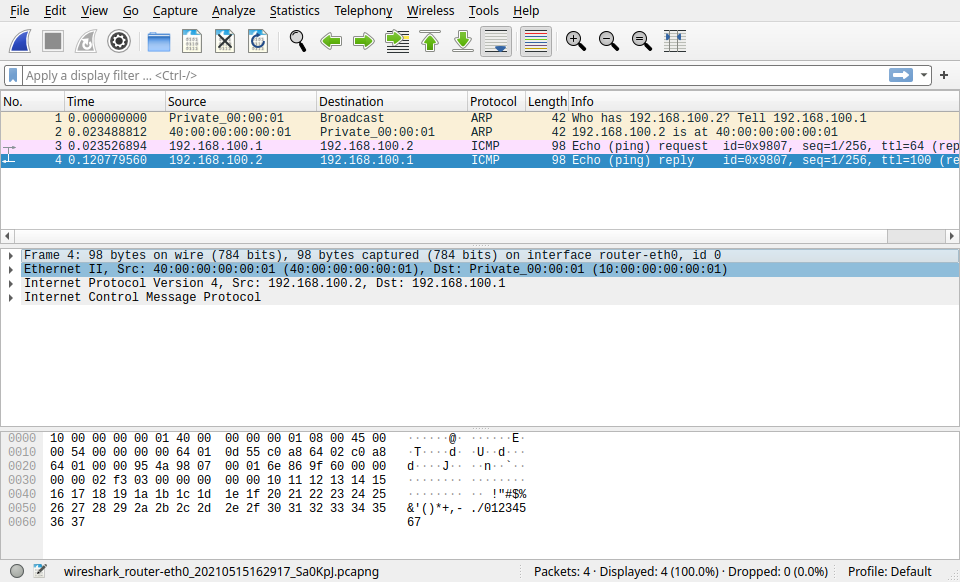 File Edit View Go Capture Analyze Statistics Telephony Wireless Tools Help
Apply a display filter ... <Ctrl-/>
No. Time Source Destination Protocol Length Info
1 0.000000000 Private_00:00:01 Broadcast ARP 42 Who has 192.168.100.2? Tell 192.168.100.1
2 0.023488812 40:00:00:00:00:01 Private_00:00:01 ARP 42 192.168.100.2 is at 40:00:00:00:00:01
3 0.023526894 192.168.100.1 192.168.100.2 ICMP 98 Echo (ping) request id=0x9807, seq=1/256, ttl=64 (rep
4 0.120779560 192.168.100.2 192.168.100.1 ICMP 98 Echo (ping) reply id=0x9807, seq=1/256, ttl=100 (re
Frame 4: 98 bytes on wire (784 bits), 98 bytes captured (784 bits) on interface router-eth0, id 0
Ethernet II, Src: 40:00:00:00:00:01 (40:00:00:00:00:01), Dst: Private_00:00:01 (10:00:00:00:00:01)
Internet Protocol Version 4, Src: 192.168.100.2, Dst: 192.168.100.1
Internet Control Message Protocol
0000 10 00 00 00 00 01 40 00 00 00 00 01 08 00 45 00 ······@· ······E·
0010 00 54 00 00 00 00 64 01 0d 55 c0 a8 64 02 c0 a8 ·T····d· ·U··d···
0020 64 01 00 00 95 4a 98 07 00 01 6e 86 9f 60 00 00 d····J·· ··n··`··
0030 00 00 02 f3 03 00 00 00 00 00 10 11 12 13 14 15 ········ ········
0040 16 17 18 19 1a 1b 1c 1d 1e 1f 20 21 22 23 24 25 ········ ·· !"#$%
0050 26 27 28 29 2a 2b 2c 2d 2e 2f 30 31 32 33 34 35 &'()*+,- ./012345
0060 36 37 67
wireshark_router-eth0_20210515162917_Sa0KpJ.pcapng Packets: 4 · Displayed: 4 (100.0%) · Dropped: 0 (0.0%) Profile: Default